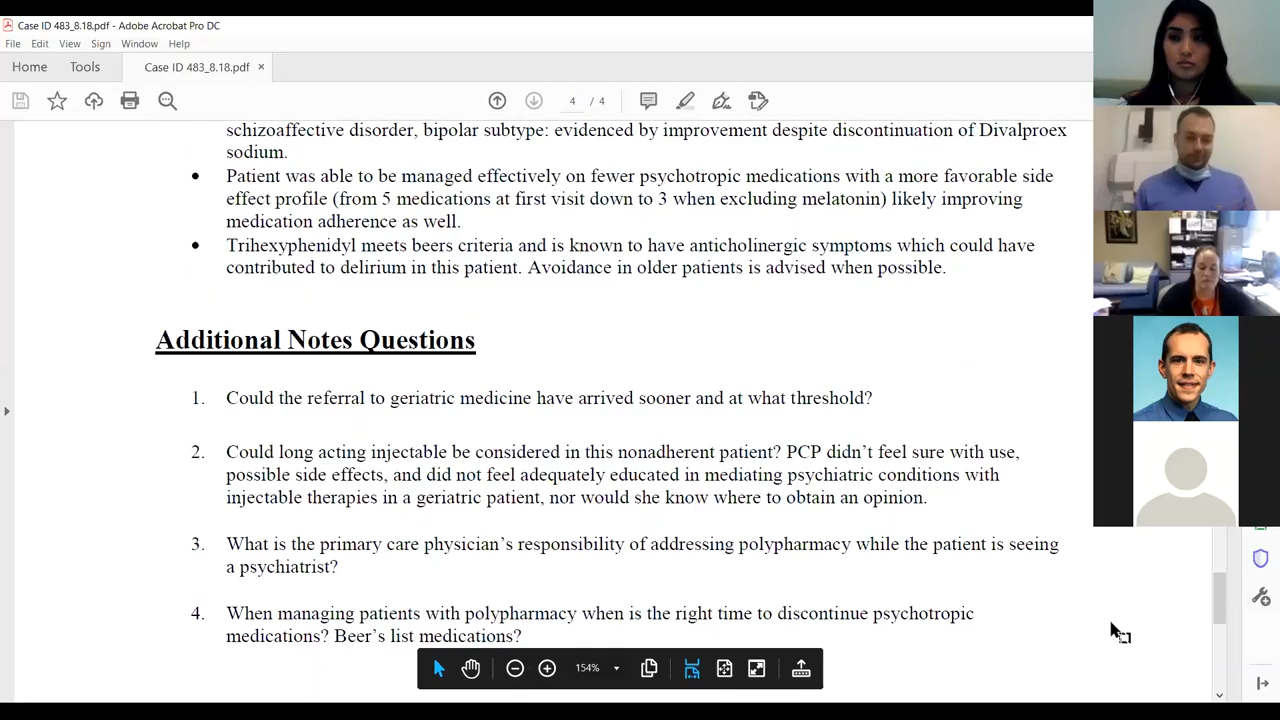 Case ID 483_8.18.pdf - Adobe Acrobat Pro DC
File Edit View Sign Window Help
Home Tools Case ID 483_8.18.pdf ×
4 / 4
schizoaffective disorder, bipolar subtype: evidenced by improvement despite discontinuation of Divalproex
sodium.
• Patient was able to be managed effectively on fewer psychotropic medications with a more favorable side
effect profile (from 5 medications at first visit down to 3 when excluding melatonin) likely improving
medication adherence as well.
• Trihexyphenidyl meets beers criteria and is known to have anticholinergic symptoms which could have
contributed to delirium in this patient. Avoidance in older patients is advised when possible.
Additional Notes Questions
1. Could the referral to geriatric medicine have arrived sooner and at what threshold?
2. Could long acting injectable be considered in this nonadherent patient? PCP didn’t feel sure with use,
possible side effects, and did not feel adequately educated in mediating psychiatric conditions with
injectable therapies in a geriatric patient, nor would she know where to obtain an opinion.
3. What is the primary care physician’s responsibility of addressing polypharmacy while the patient is seeing
a psychiatrist?
4. When managing patients with polypharmacy when is the right time to discontinue psychotropic
medications? Beer’s list medications?
154%